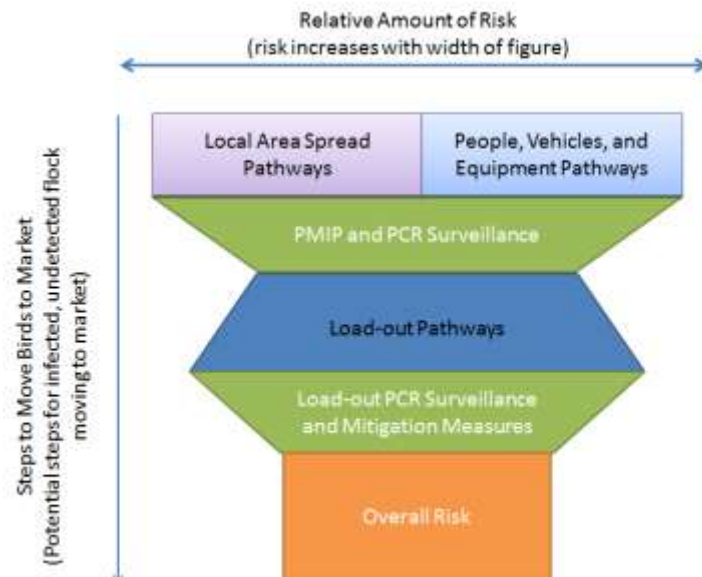 Relative Amount of Risk
(risk increases with width of figure)
Steps to Move Birds to Market
(Potential steps for infected, undetected flock
moving to market)
Local Area Spread
Pathways
People, Vehicles, and
Equipment Pathways
PMIP and PCR Surveillance
Load-out Pathways
Load-out PCR Surveillance
and Mitigation Measures
Overall Risk